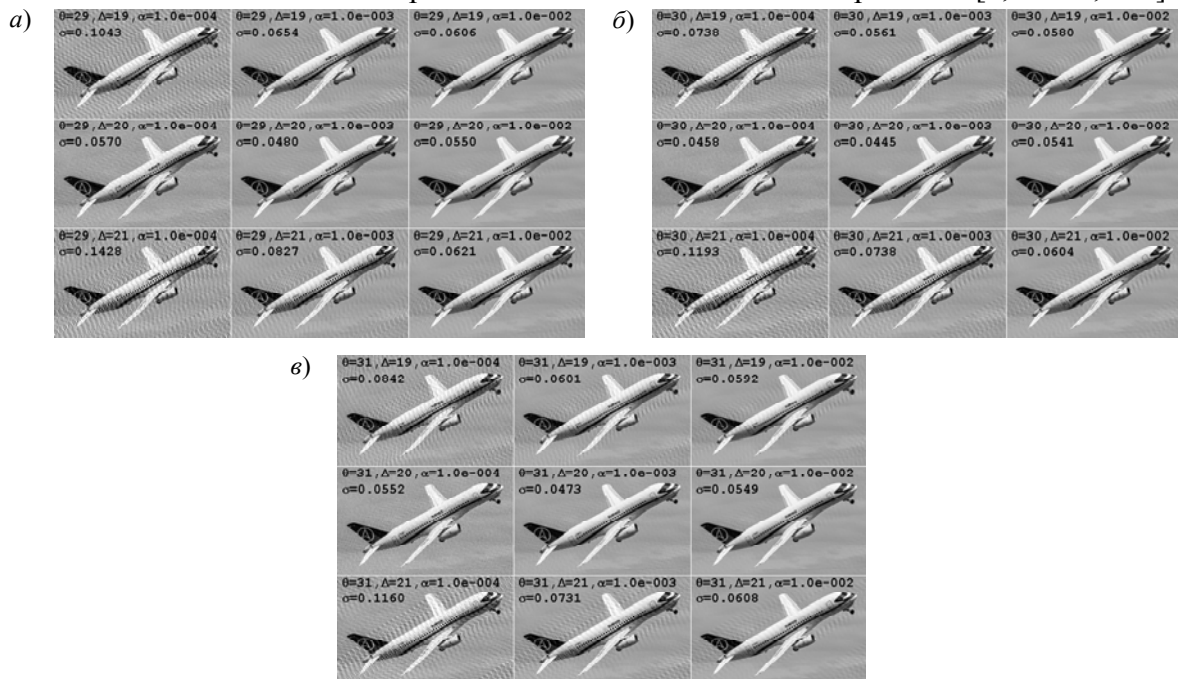 а)
θ=29,Δ=19,α=1.0e-004 θ=29,Δ=19,α=1.0e-003 θ=29,Δ=19,α=1.0e-002
σ=0.1043 σ=0.0654 σ=0.0606
θ=29,Δ=20,α=1.0e-004 θ=29,Δ=20,α=1.0e-003 θ=29,Δ=20,α=1.0e-002
σ=0.0570 σ=0.0480 σ=0.0550
θ=29,Δ=21,α=1.0e-004 θ=29,Δ=21,α=1.0e-003 θ=29,Δ=21,α=1.0e-002
σ=0.1428 σ=0.0827 σ=0.0621
б)
θ=30,Δ=19,α=1.0e-004 θ=30,Δ=19,α=1.0e-003 θ=30,Δ=19,α=1.0e-002
σ=0.0738 σ=0.0561 σ=0.0580
θ=30,Δ=20,α=1.0e-004 θ=30,Δ=20,α=1.0e-003 θ=30,Δ=20,α=1.0e-002
σ=0.0458 σ=0.0445 σ=0.0541
θ=30,Δ=21,α=1.0e-004 θ=30,Δ=21,α=1.0e-003 θ=30,Δ=21,α=1.0e-002
σ=0.1193 σ=0.0738 σ=0.0604
в)
θ=31,Δ=19,α=1.0e-004 θ=31,Δ=19,α=1.0e-003 θ=31,Δ=19,α=1.0e-002
σ=0.0842 σ=0.0601 σ=0.0592
θ=31,Δ=20,α=1.0e-004 θ=31,Δ=20,α=1.0e-003 θ=31,Δ=20,α=1.0e-002
σ=0.0552 σ=0.0473 σ=0.0549
θ=31,Δ=21,α=1.0e-004 θ=31,Δ=21,α=1.0e-003 θ=31,Δ=21,α=1.0e-002
σ=0.1160 σ=0.0731 σ=0.0608